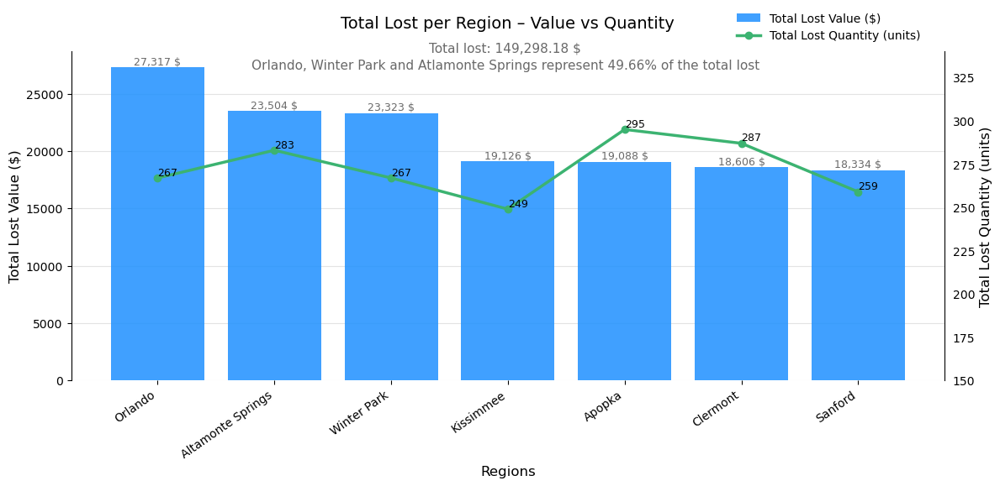 Total Lost per Region – Value vs Quantity
Total Lost Value ($)
Total Lost Quantity (units)
Total lost: 149,298.18 $
Orlando, Winter Park and Atlamonte Springs represent 49.66% of the total lost
27,317 $
23,504 $
23,323 $
19,126 $
19,088 $
18,606 $
18,334 $
267
283
267
249
295
287
259
25000
20000
15000
10000
5000
0
Total Lost Value ($)
325
300
275
250
225
200
175
150
Total Lost Quantity (units)
Orlando
Altamonte Springs
Winter Park
Kissimmee
Apopka
Clermont
Sanford
Regions